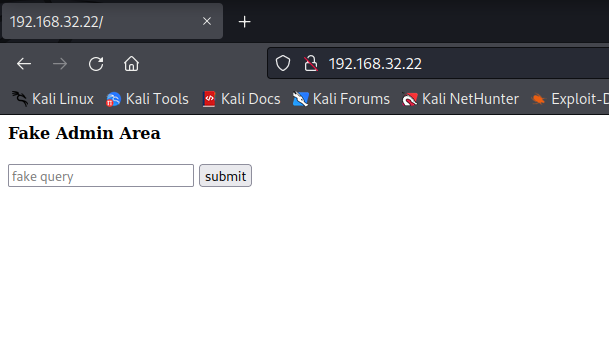 192.168.32.22/
192.168.32.22
Kali Linux Kali Tools Kali Docs Kali Forums Kali NetHunter Exploit-D
Fake Admin Area
fake query submit